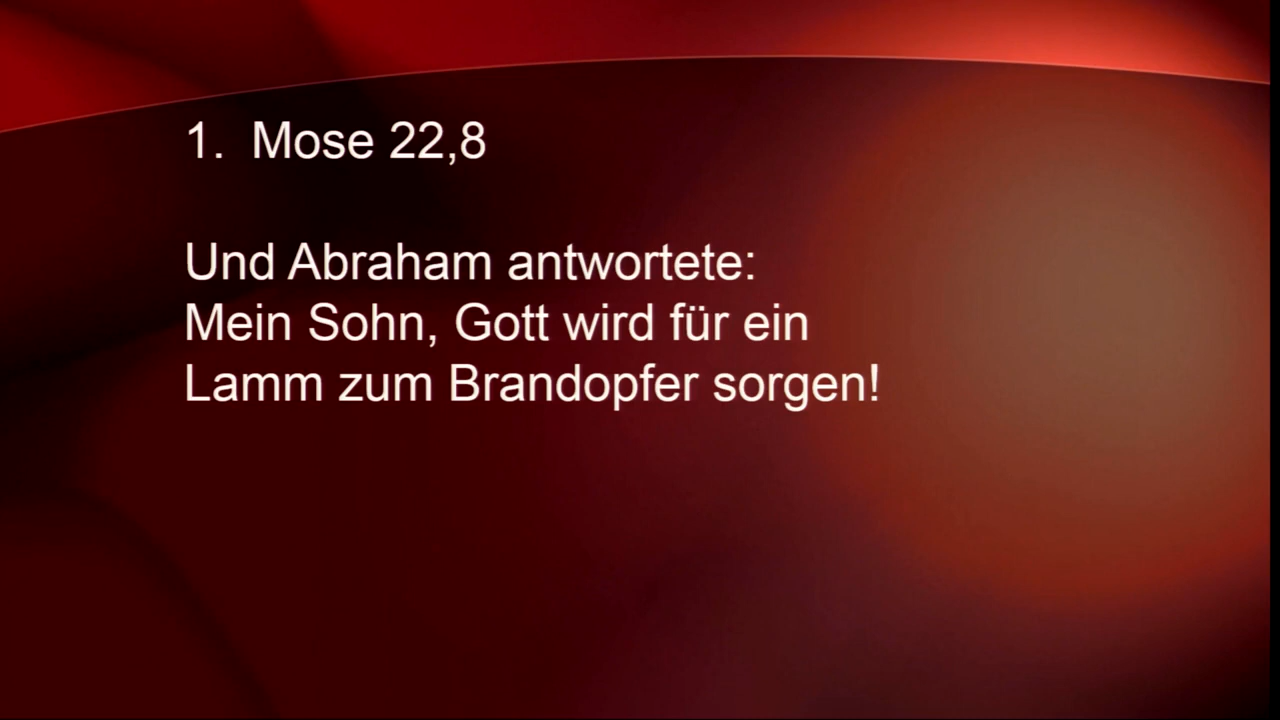 1. Mose 22,8
Und Abraham antwortete:
Mein Sohn, Gott wird für ein
Lamm zum Brandopfer sorgen!